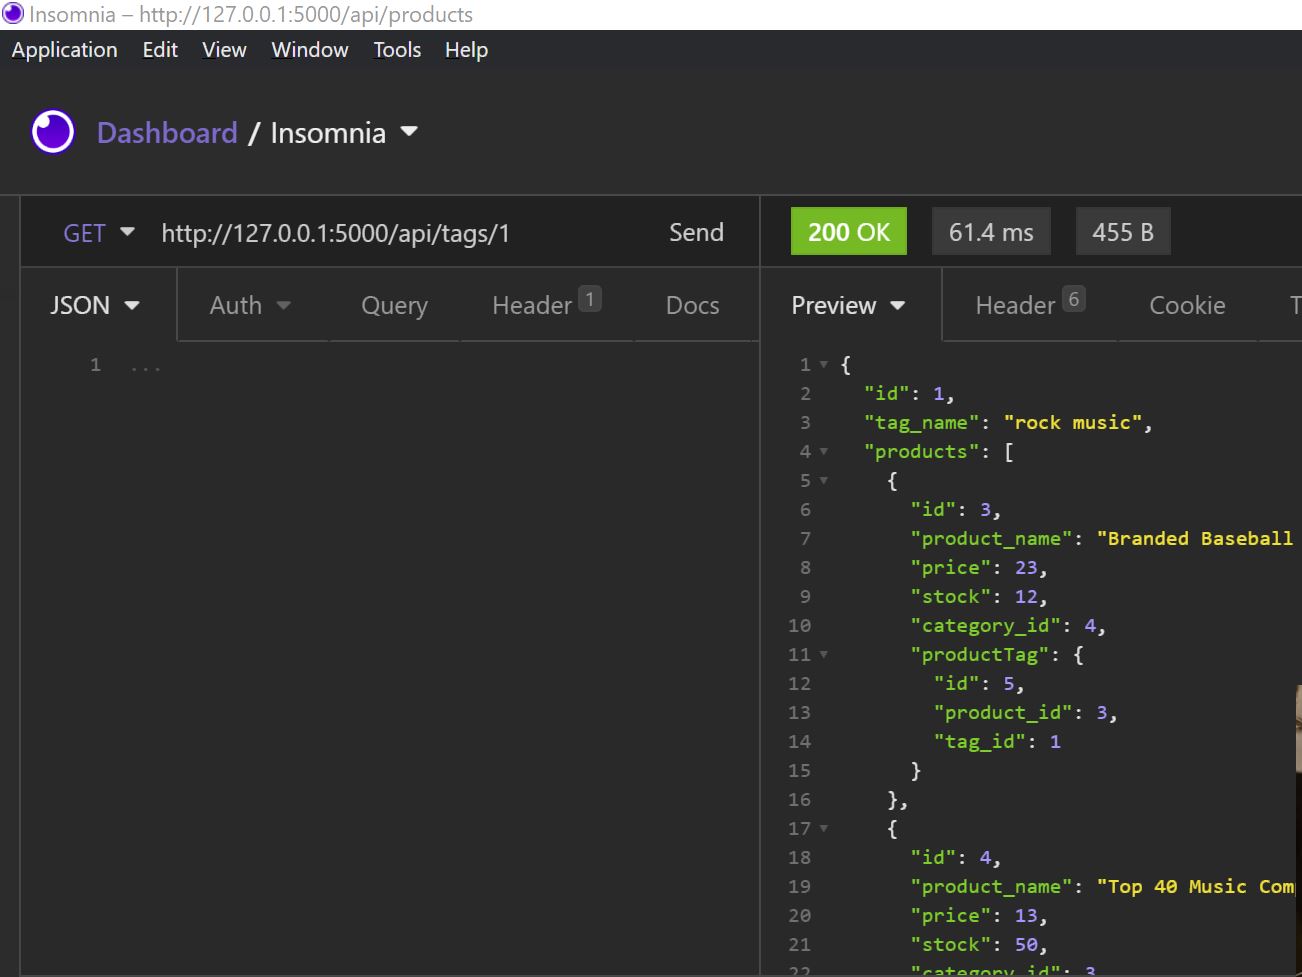 Insomnia – http://127.0.0.1:5000/api/products
Application Edit View Window Tools Help
Dashboard / Insomnia
GET http://127.0.0.1:5000/api/tags/1 Send
200 OK 61.4 ms 455 B
JSON Auth Query Header 1 Docs
Preview Header 6 Cookie T
1 ...
1 {
2 "id": 1,
3 "tag_name": "rock music",
4 "products": [
5 {
6 "id": 3,
7 "product_name": "Branded Baseball
8 "price": 23,
9 "stock": 12,
10 "category_id": 4,
11 "productTag": {
12 "id": 5,
13 "product_id": 3,
14 "tag_id": 1
15 }
16 },
17 {
18 "id": 4,
19 "product_name": "Top 40 Music Com
20 "price": 13,
21 "stock": 50,
22 "category_id": 3